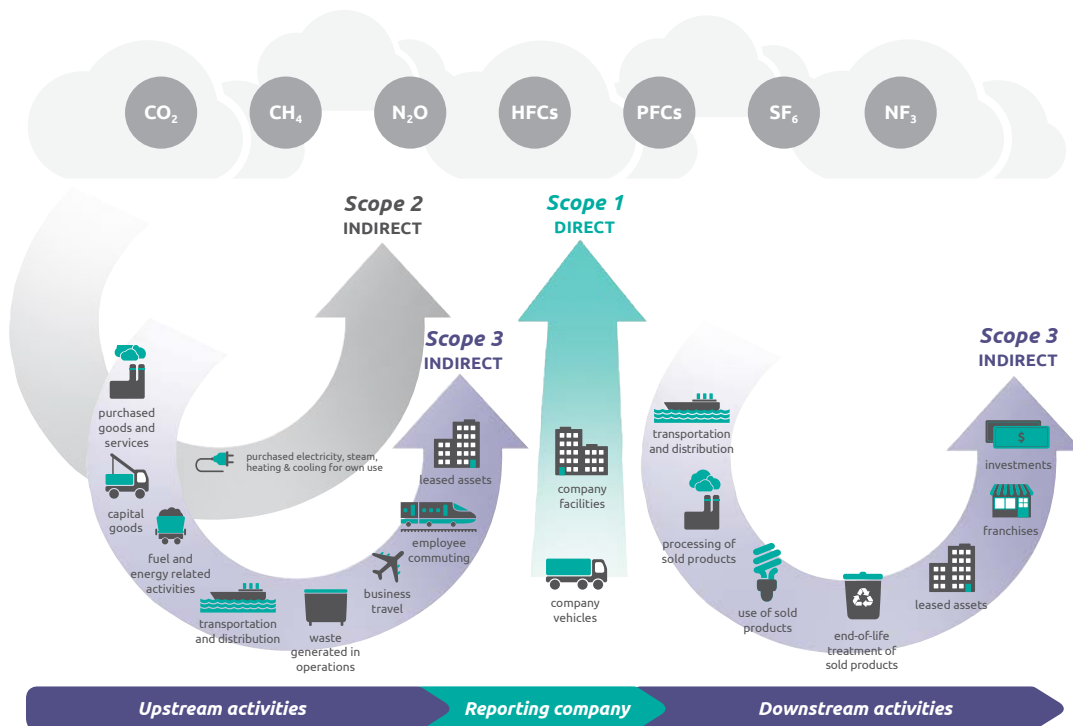 CO₂
CH₄
N₂O
HFCs
PFCs
SF₆
NF₃
Scope 2
INDIRECT
Scope 1
DIRECT
Scope 3
INDIRECT
Scope 3
INDIRECT
purchased
goods and
services
capital
goods
fuel and
energy related
activities
purchased electricity, steam,
heating & cooling for own use
transportation
and distribution
waste
generated in
operations
business
travel
employee
commuting
leased assets
company
facilities
company
vehicles
transportation
and distribution
processing of
sold products
use of sold
products
end-of-life
treatment of
sold products
leased assets
franchises
$
investments
Upstream activities
Reporting company
Downstream activities